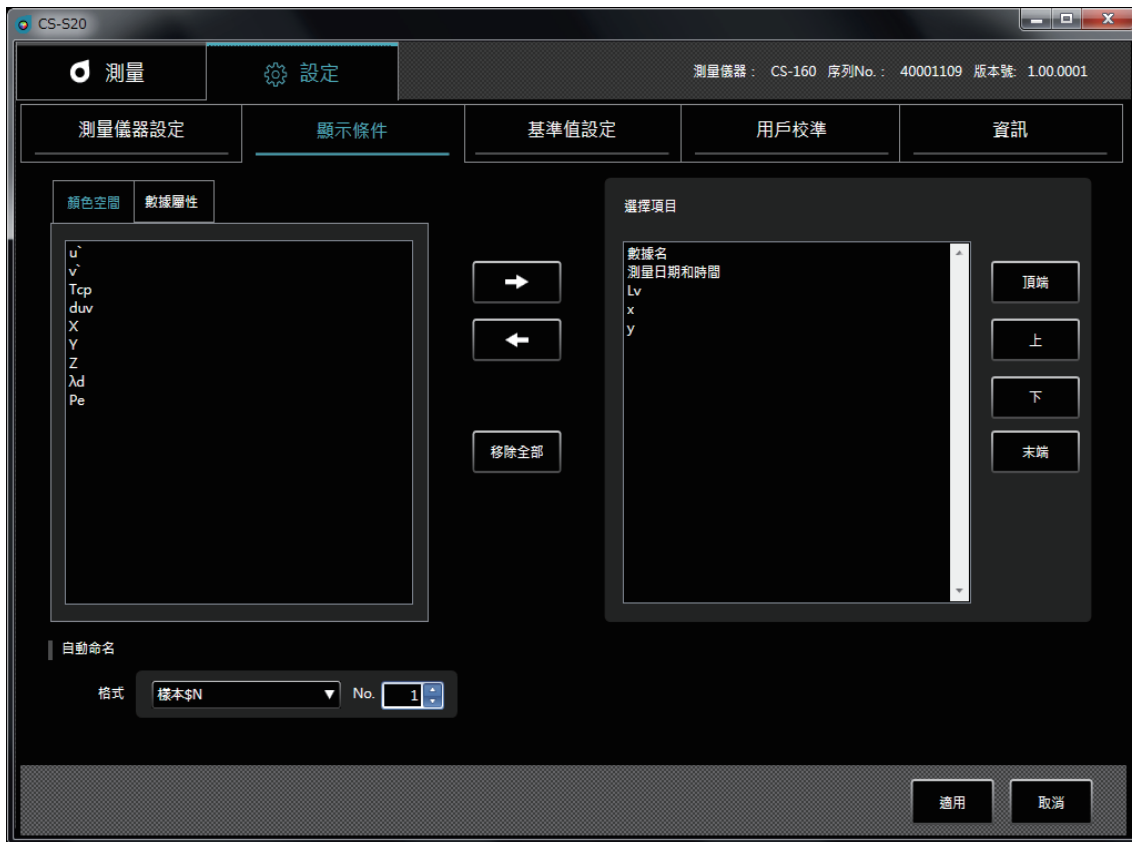 CS-S20
測量
設定
測量儀器： CS-160 序列No.： 40001109 版本號: 1.00.0001
測量儀器設定
顯示條件
基準值設定
用戶校準
資訊
顏色空間
數據屬性
u`
v`
Tcp
duv
X
Y
Z
λd
Pe
移除全部
選擇項目
數據名
測量日期和時間
Lv
x
y
頂端
上
下
末端
自動命名
格式
樣本$N
No.
1
適用
取消